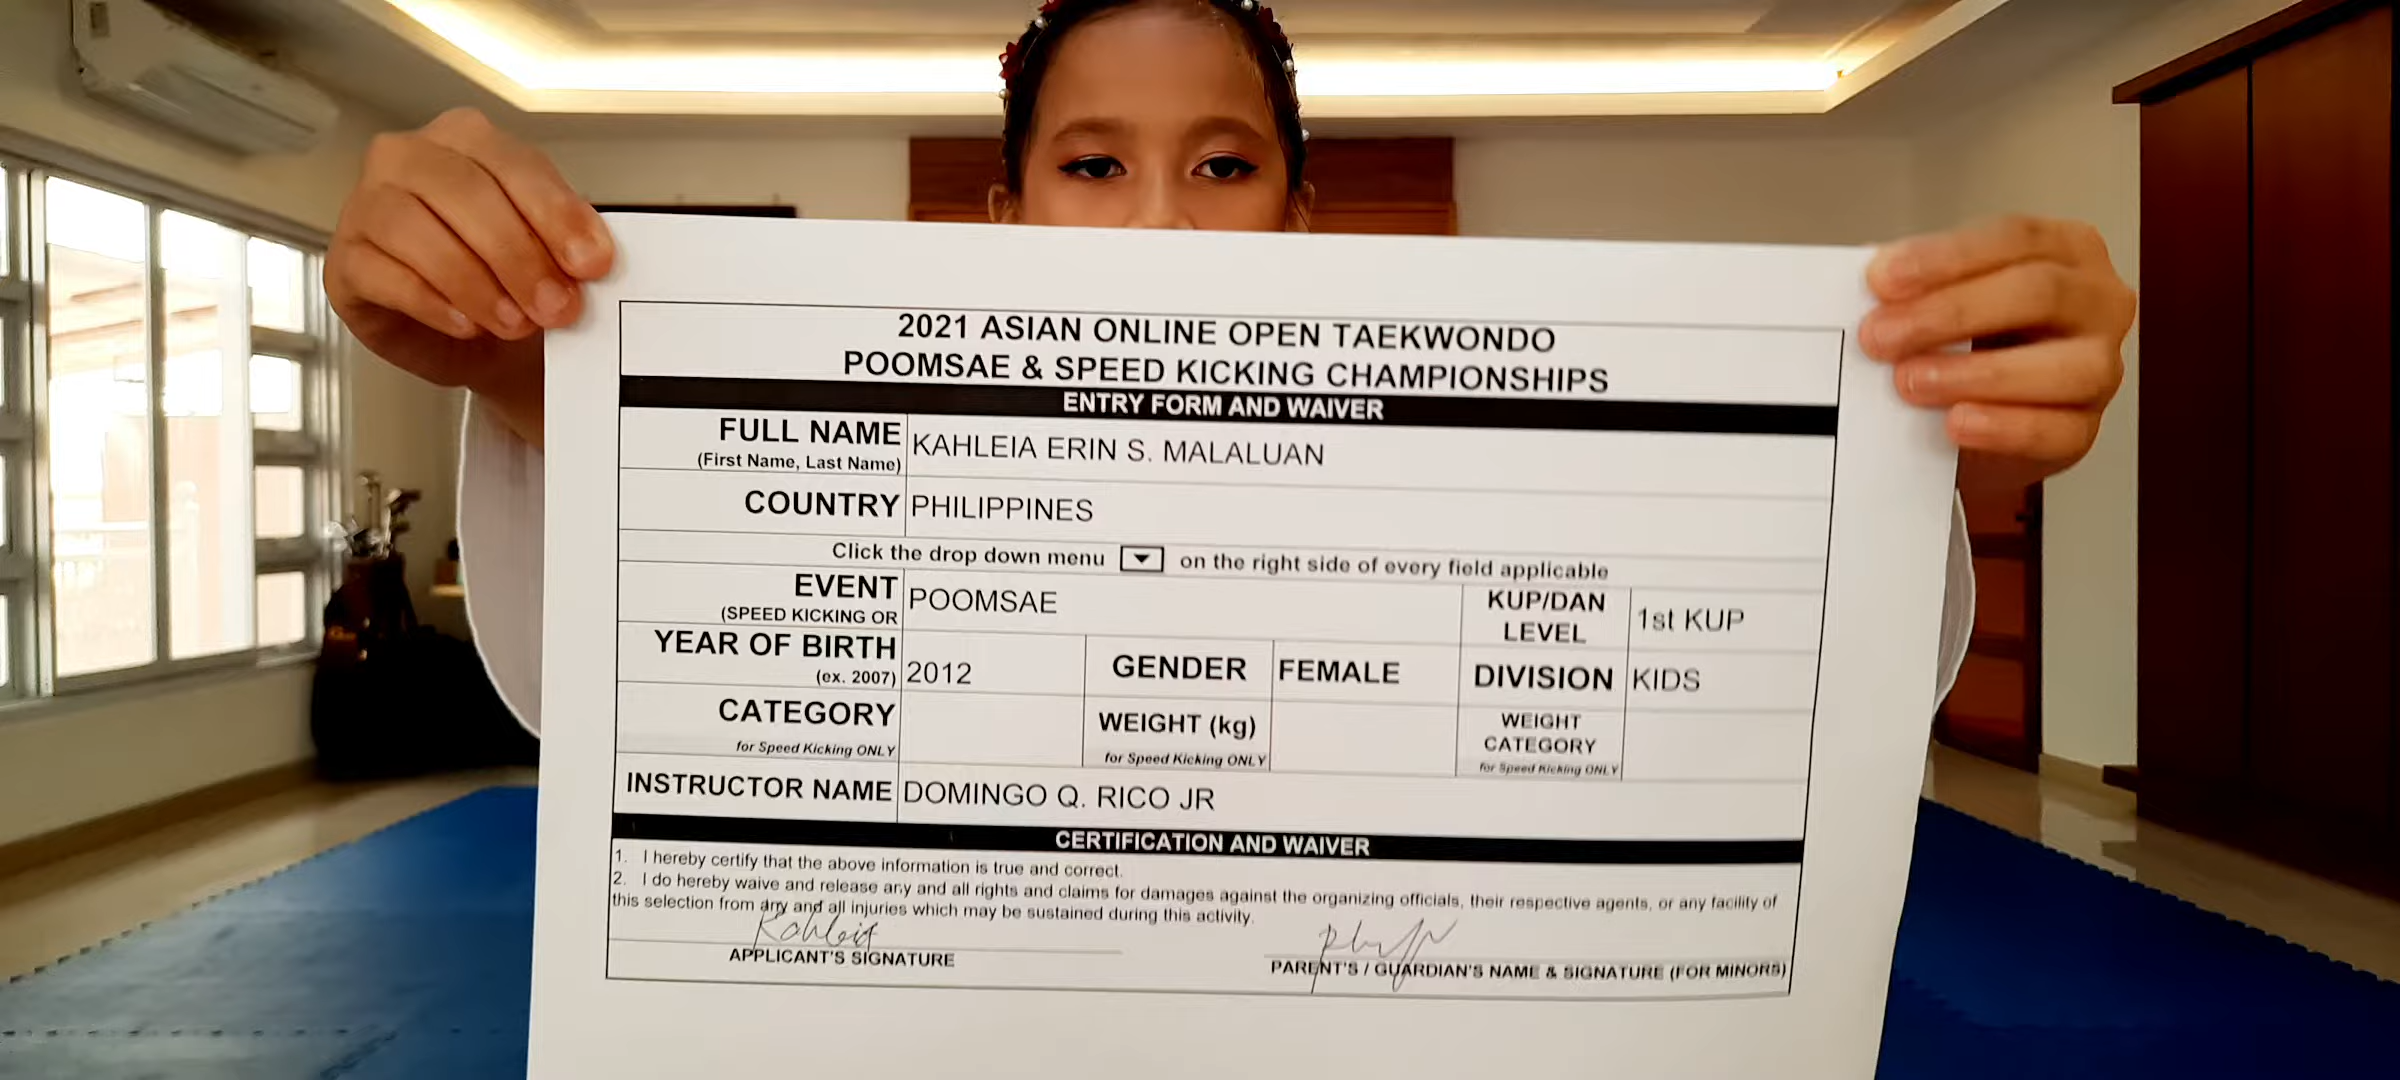 2021 ASIAN ONLINE OPEN TAEKWONDO
POOMSAE & SPEED KICKING CHAMPIONSHIPS
ENTRY FORM AND WAIVER
FULL NAME
(First Name, Last Name)
KAHLEIA ERIN S. MALALUAN
COUNTRY
PHILIPPINES
Click the drop down menu on the right side of every field applicable
EVENT
(SPEED KICKING OR
POOMSAE
KUP/DAN
LEVEL
1st KUP
YEAR OF BIRTH
(ex. 2007)
2012
GENDER
FEMALE
DIVISION
KIDS
CATEGORY
for Speed Kicking ONLY
WEIGHT (kg)
for Speed Kicking ONLY
WEIGHT
CATEGORY
for Speed Kicking ONLY
INSTRUCTOR NAME
DOMINGO Q. RICO JR
CERTIFICATION AND WAIVER
1. I hereby certify that the above information is true and correct.
2. I do hereby waive and release any and all rights and claims for damages against the organizing officials, their respective agents, or any facility of
this selection from any and all injuries which may be sustained during this activity.
Kahleia
APPLICANT'S SIGNATURE
PARENT'S / GUARDIAN'S NAME & SIGNATURE (FOR MINORS)